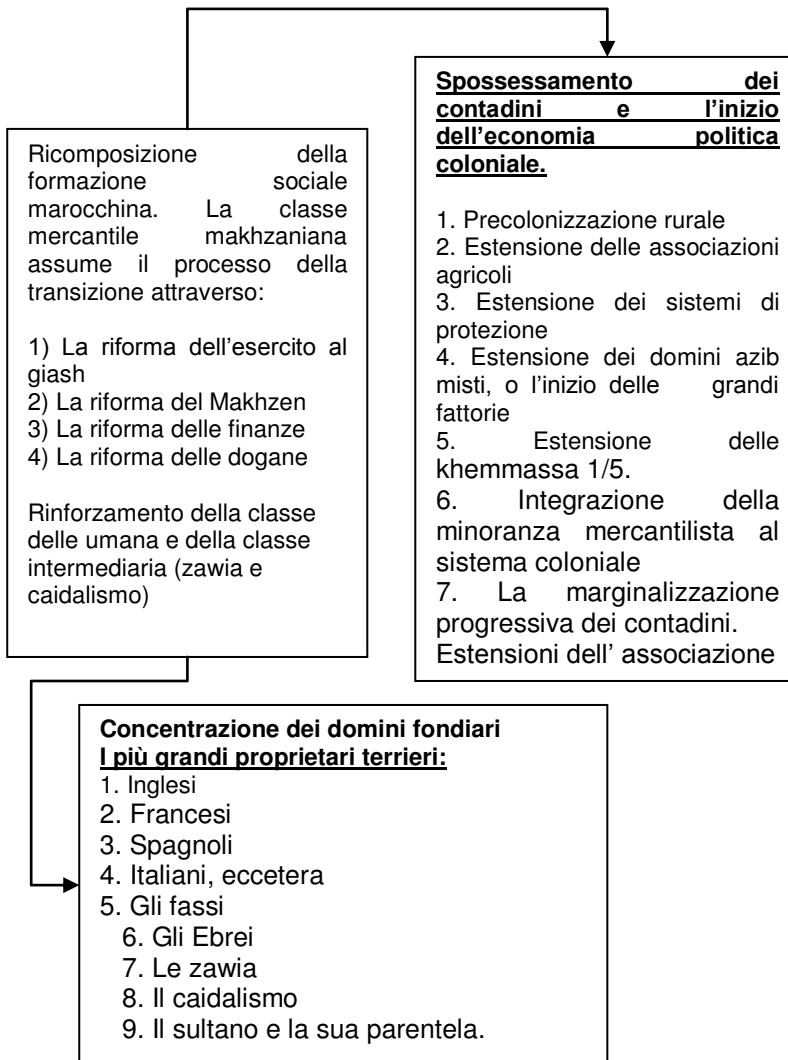 Ricomposizione della
formazione sociale
marocchina. La classe
mercantile makhzaniana
assume il processo della
transizione attraverso:
1) La riforma dell'esercito al
giash
2) La riforma del Makhzen
3) La riforma delle finanze
4) La riforma delle dogane
Rinforzamento della classe
delle umana e della classe
intermediaria (zawia e
caidalismo)
Spossessamento dei
contadini e l'inizio
dell'economia politica
coloniale.
1. Precolonizzazione rurale
2. Estensione delle associazioni
agricoli
3. Estensione dei sistemi di
protezione
4. Estensione dei domini azib
misti, o l'inizio delle grandi
fattorie
5. Estensione delle
khemmassa 1/5.
6. Integrazione della
minoranza mercantilista al
sistema coloniale
7. La marginalizzazione
progressiva dei contadini.
Estensioni dell' associazione
Concentrazione dei domini fondiari
I più grandi proprietari terrieri:
1. Inglesi
2. Francesi
3. Spagnoli
4. Italiani, eccetera
5. Gli fassi
6. Gli Ebrei
7. Le zawia
8. Il caidalismo
9. Il sultano e la sua parentela.